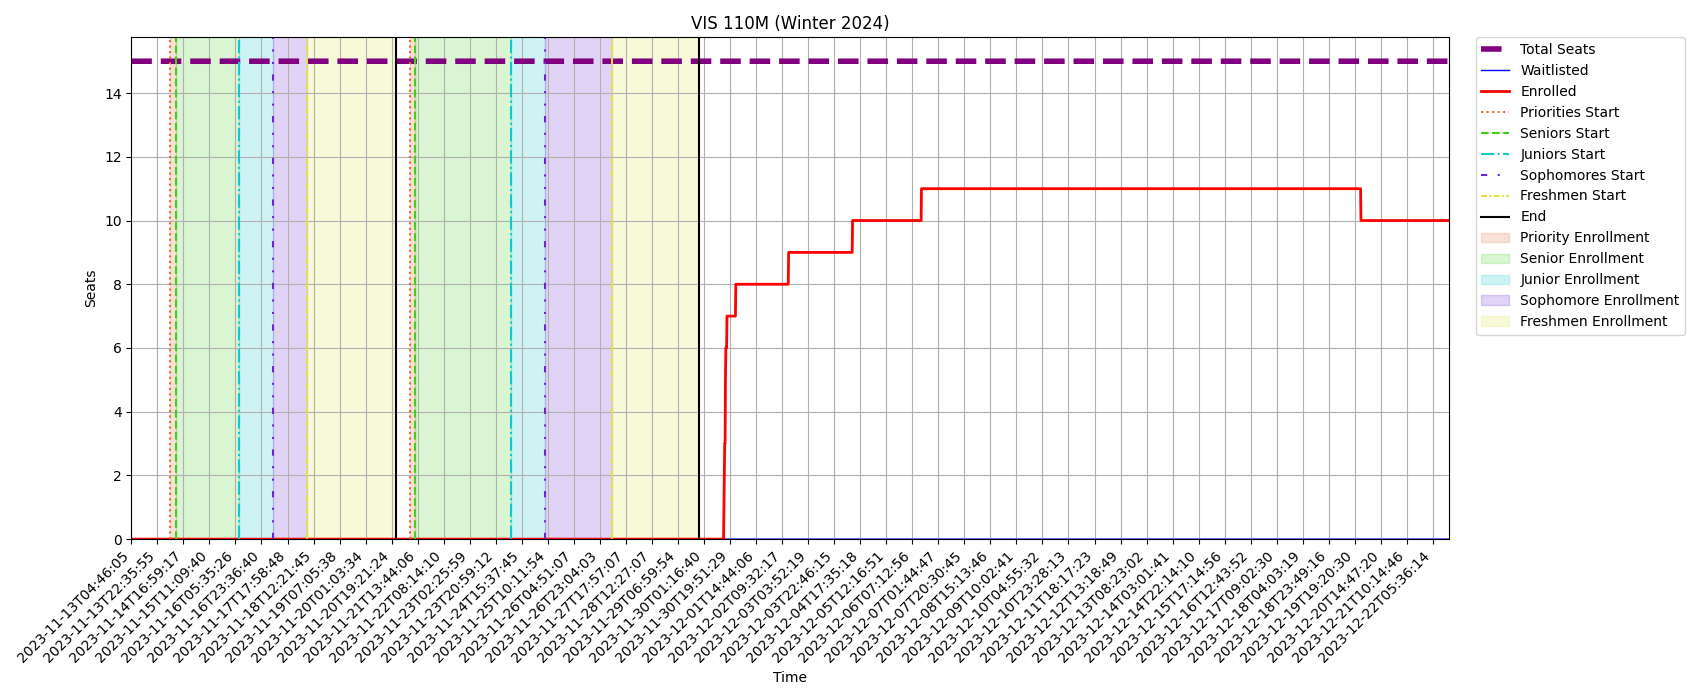 VIS 110M (Winter 2024)
Seats
14
12
10
8
6
4
2
0
2023-11-13T04:46:05
2023-11-13T22:35:55
2023-11-14T16:59:17
2023-11-15T11:09:40
2023-11-16T05:35:26
2023-11-16T23:36:40
2023-11-17T17:58:48
2023-11-18T12:21:45
2023-11-19T07:05:38
2023-11-20T01:03:34
2023-11-20T19:21:24
2023-11-21T13:44:06
2023-11-22T08:14:10
2023-11-23T02:25:59
2023-11-23T20:59:12
2023-11-24T15:37:45
2023-11-25T10:11:54
2023-11-26T04:51:07
2023-11-26T23:04:03
2023-11-27T17:57:07
2023-11-28T12:27:07
2023-11-29T06:59:54
2023-11-30T01:16:40
2023-11-30T19:51:29
2023-12-01T14:44:06
2023-12-02T09:32:17
2023-12-03T03:52:19
2023-12-03T22:46:15
2023-12-04T17:35:18
2023-12-05T12:16:51
2023-12-06T07:12:56
2023-12-07T01:44:47
2023-12-07T20:30:45
2023-12-08T15:13:46
2023-12-09T10:02:41
2023-12-10T04:55:32
2023-12-10T23:28:13
2023-12-11T18:17:23
2023-12-12T13:18:49
2023-12-13T08:23:02
2023-12-14T03:01:41
2023-12-14T22:14:10
2023-12-15T17:14:56
2023-12-16T12:43:52
2023-12-17T09:02:30
2023-12-18T04:03:19
2023-12-18T23:49:16
2023-12-19T19:20:30
2023-12-20T14:47:20
2023-12-21T10:14:46
2023-12-22T05:36:14
Time
Total Seats
Waitlisted
Enrolled
Priorities Start
Seniors Start
Juniors Start
Sophomores Start
Freshmen Start
End
Priority Enrollment
Senior Enrollment
Junior Enrollment
Sophomore Enrollment
Freshmen Enrollment